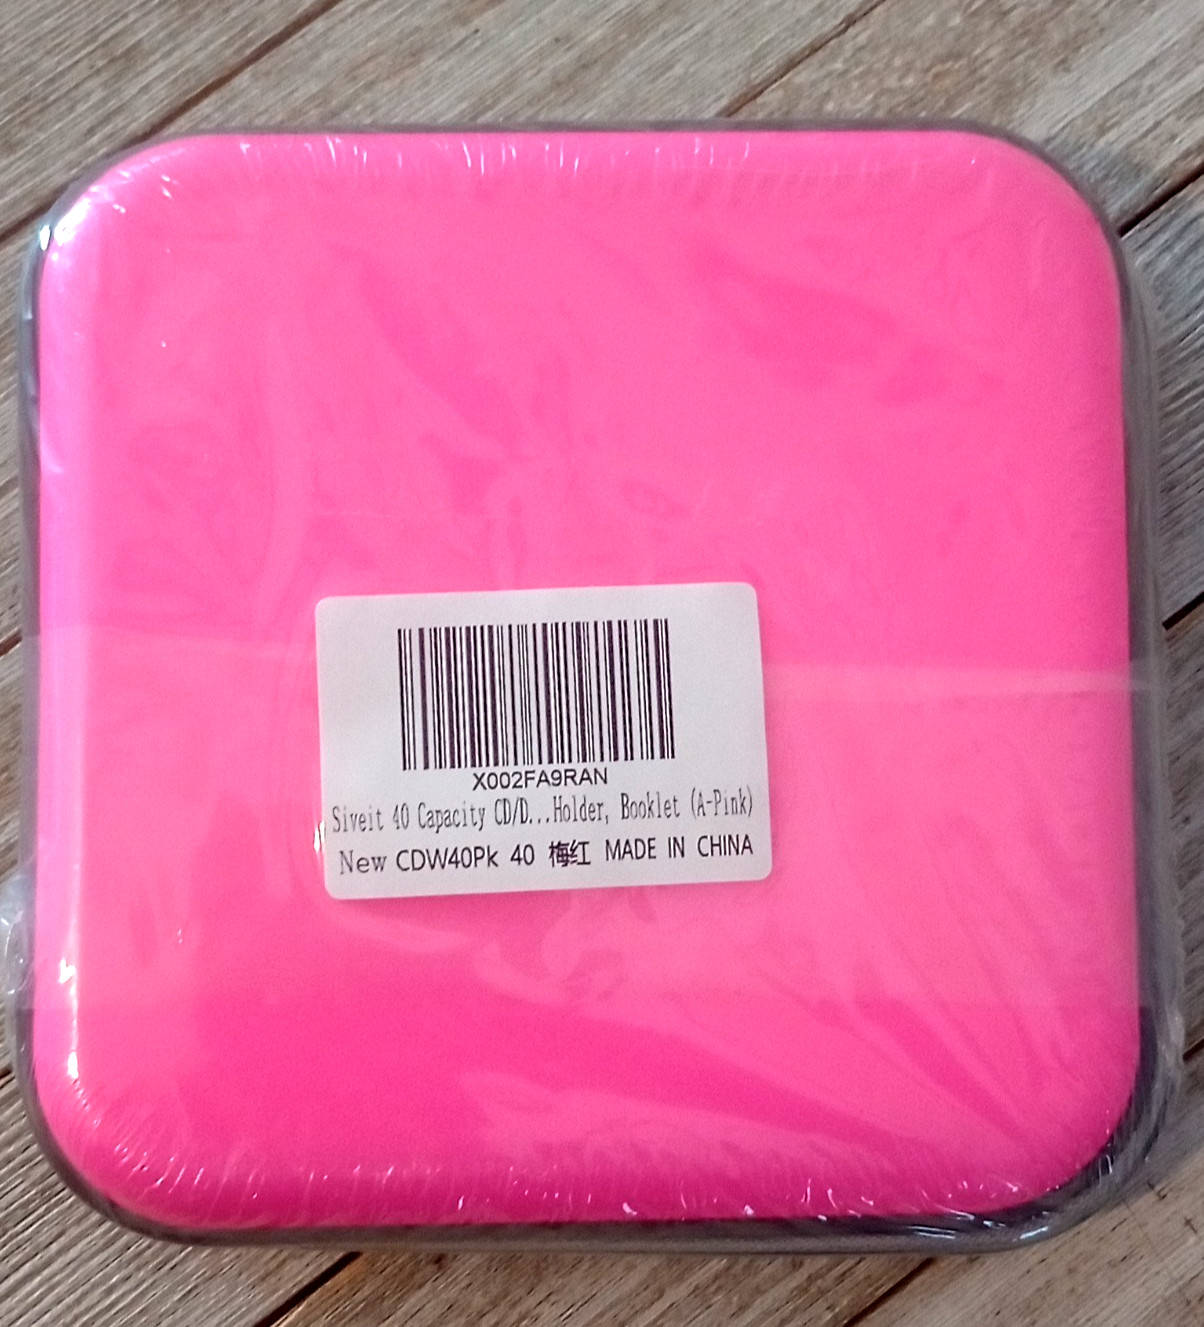 X002FA9RAN
Siveit 40 Capacity CD/D...Holder, Booklet (A-Pink)
New CDW40Pk 40 梅红 MADE IN CHINA